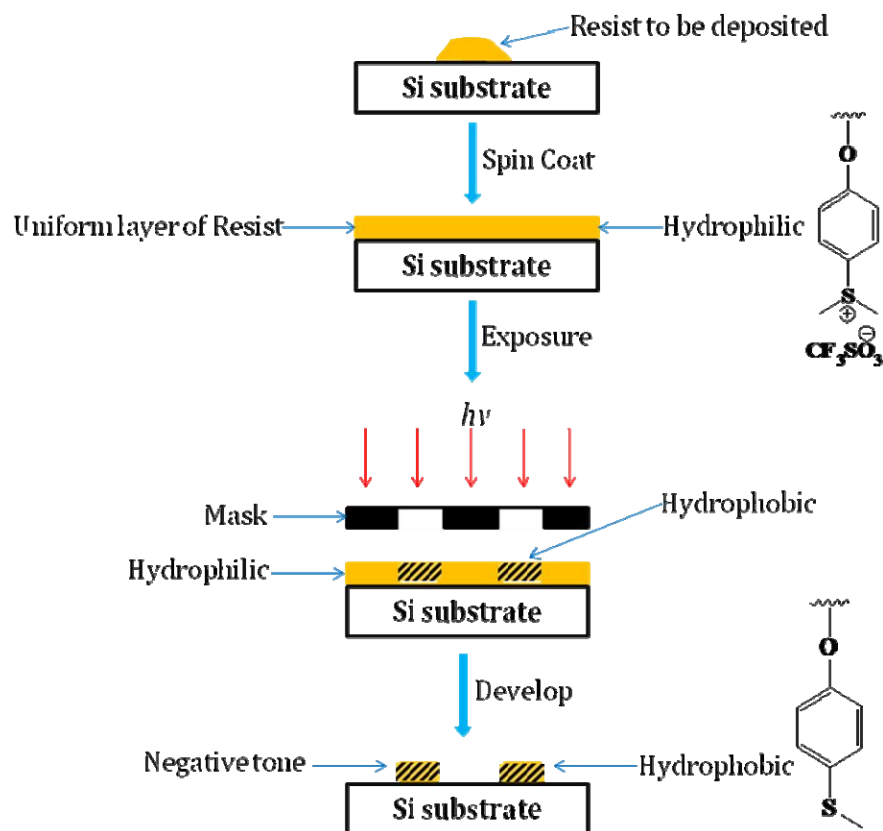 Resist to be deposited
Si substrate
Spin Coat
O
Uniform layer of Resist
Hydrophilic
Si substrate
S
⊕
⊖
CF3SO3
Exposure
hν
Mask
Hydrophobic
Hydrophilic
Si substrate
O
Develop
Negative tone
Hydrophobic
Si substrate
S